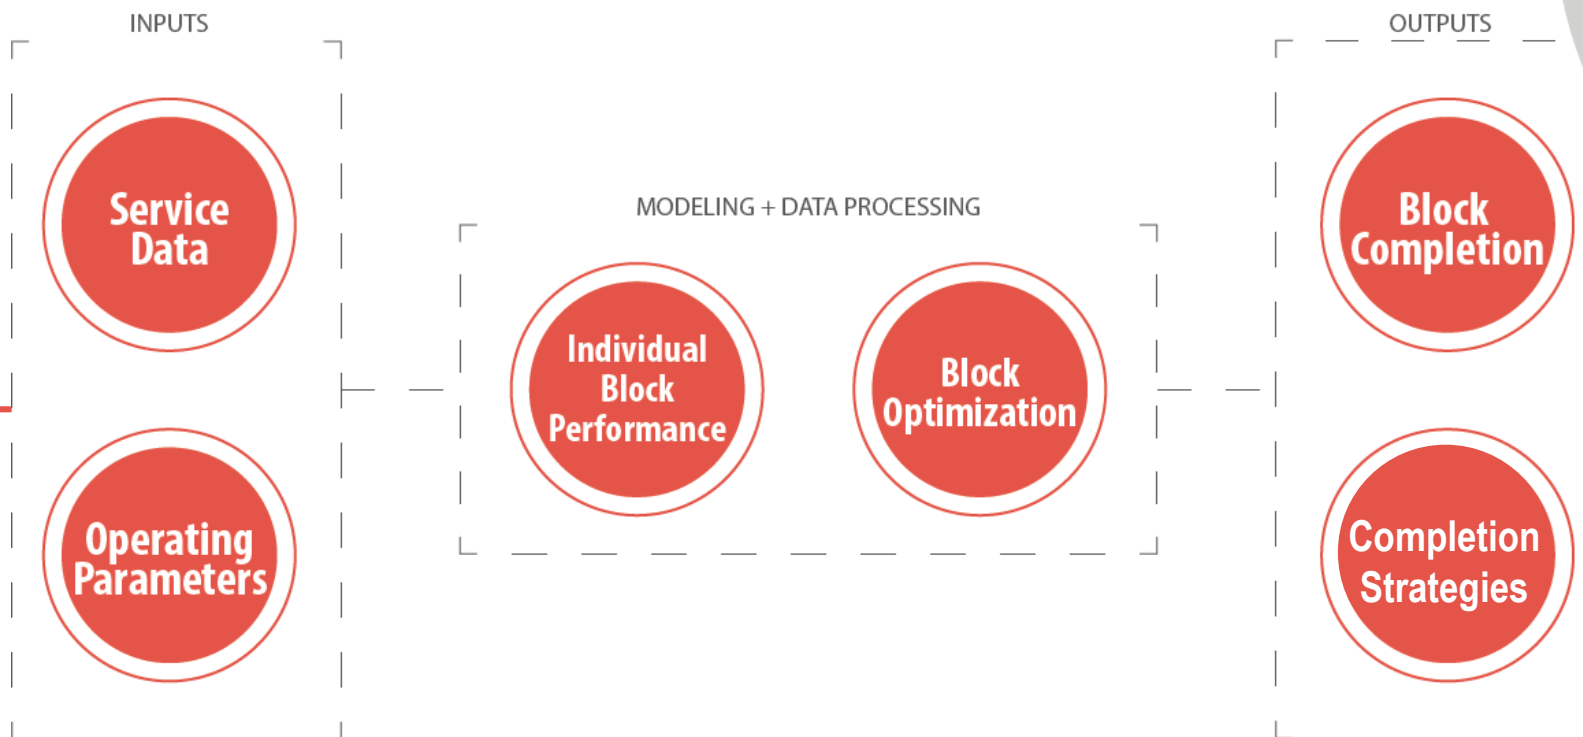 INPUTS
Service
Data
Operating
Parameters
MODELING + DATA PROCESSING
Individual
Block
Performance
Block
Optimization
OUTPUTS
Block
Completion
Completion
Strategies